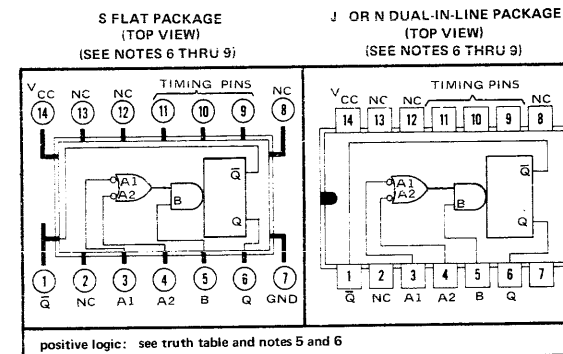 S FLAT PACKAGE
(TOP VIEW)
(SEE NOTES 6 THRU 9)
J OR N DUAL-IN-LINE PACKAGE
(TOP VIEW)
(SEE NOTES 6 THRU 9)
VCC NC NC TIMING PINS NC
14 13 12 11 10 9 8
A1
A2
B
Q̅
Q
1 2 3 4 5 6 7
Q̅ NC A1 A2 B Q GND
VCC NC NC TIMING PINS NC
14 13 12 11 10 9 8
A1
A2
B
Q̅
Q
1 2 3 4 5 6 7
Q̅ NC A1 A2 B Q
positive logic: see truth table and notes 5 and 6